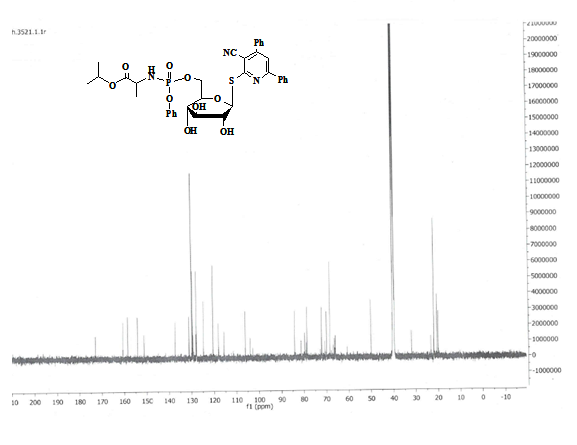 h.3521.1.1r
Ph
NC
O
O
H
N
P
O
O
O
Ph
OH
OH
OH
O
S
N
Ph
21000000
20000000
19000000
18000000
17000000
16000000
15000000
14000000
13000000
12000000
11000000
10000000
9000000
8000000
7000000
6000000
5000000
4000000
3000000
2000000
1000000
0
-1000000
10 200 190 180 170 160 150 140 130 120 110 100 90 80 70 60 50 40 30 20 10 0 -10
f1 (ppm)